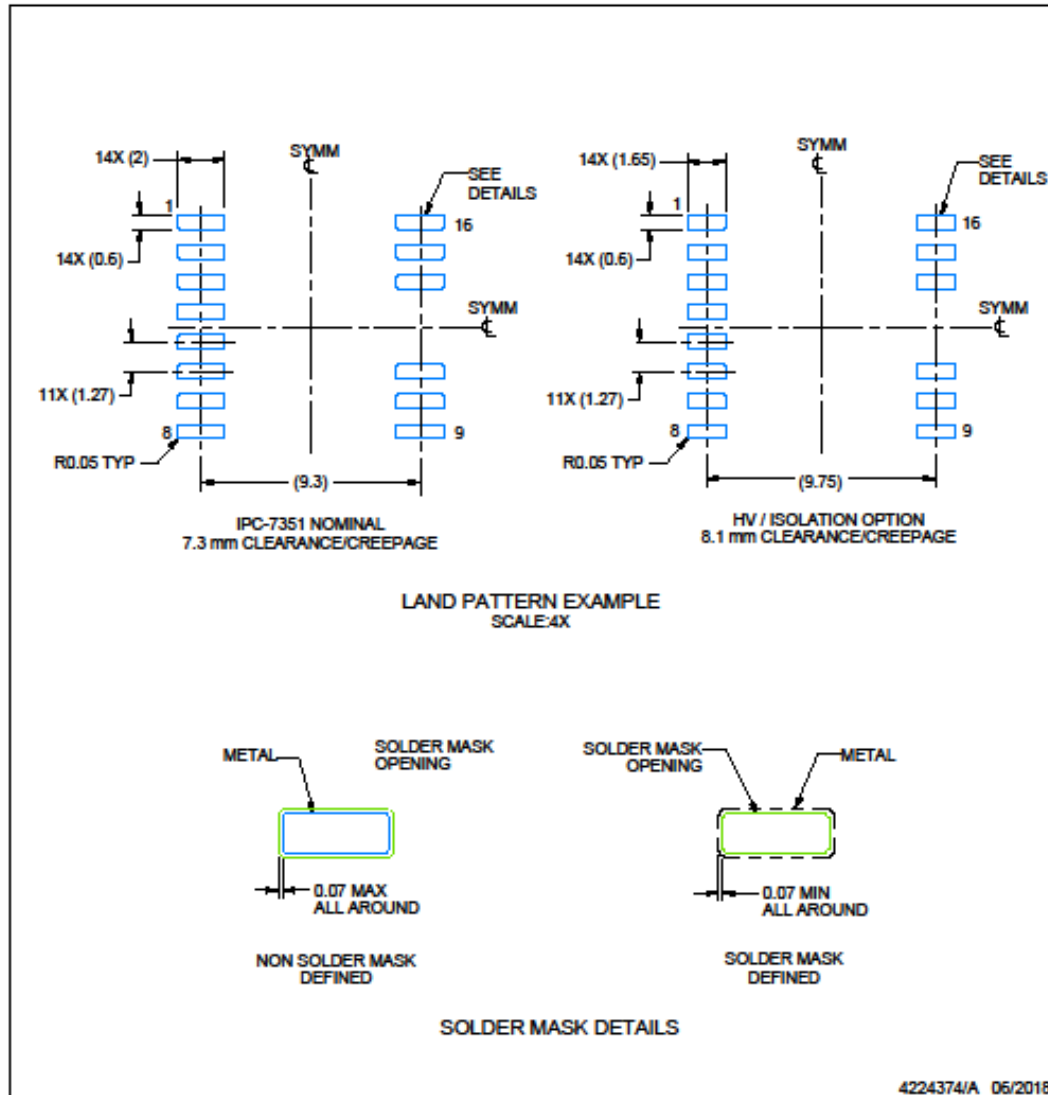 14X (2)
SYMM
℄
SEE
DETAILS
1
16
14X (0.6)
SYMM
℄
11X (1.27)
8
9
R0.05 TYP
(9.3)
IPC-7351 NOMINAL
7.3 mm CLEARANCE/CREEPAGE
14X (1.65)
SYMM
℄
SEE
DETAILS
1
16
14X (0.6)
SYMM
℄
11X (1.27)
8
9
R0.05 TYP
(9.75)
HV / ISOLATION OPTION
8.1 mm CLEARANCE/CREEPAGE
LAND PATTERN EXAMPLE
SCALE:4X
METAL
SOLDER MASK
OPENING
0.07 MAX
ALL AROUND
NON SOLDER MASK
DEFINED
SOLDER MASK
OPENING
METAL
0.07 MIN
ALL AROUND
SOLDER MASK
DEFINED
SOLDER MASK DETAILS
4224374/A 06/2018